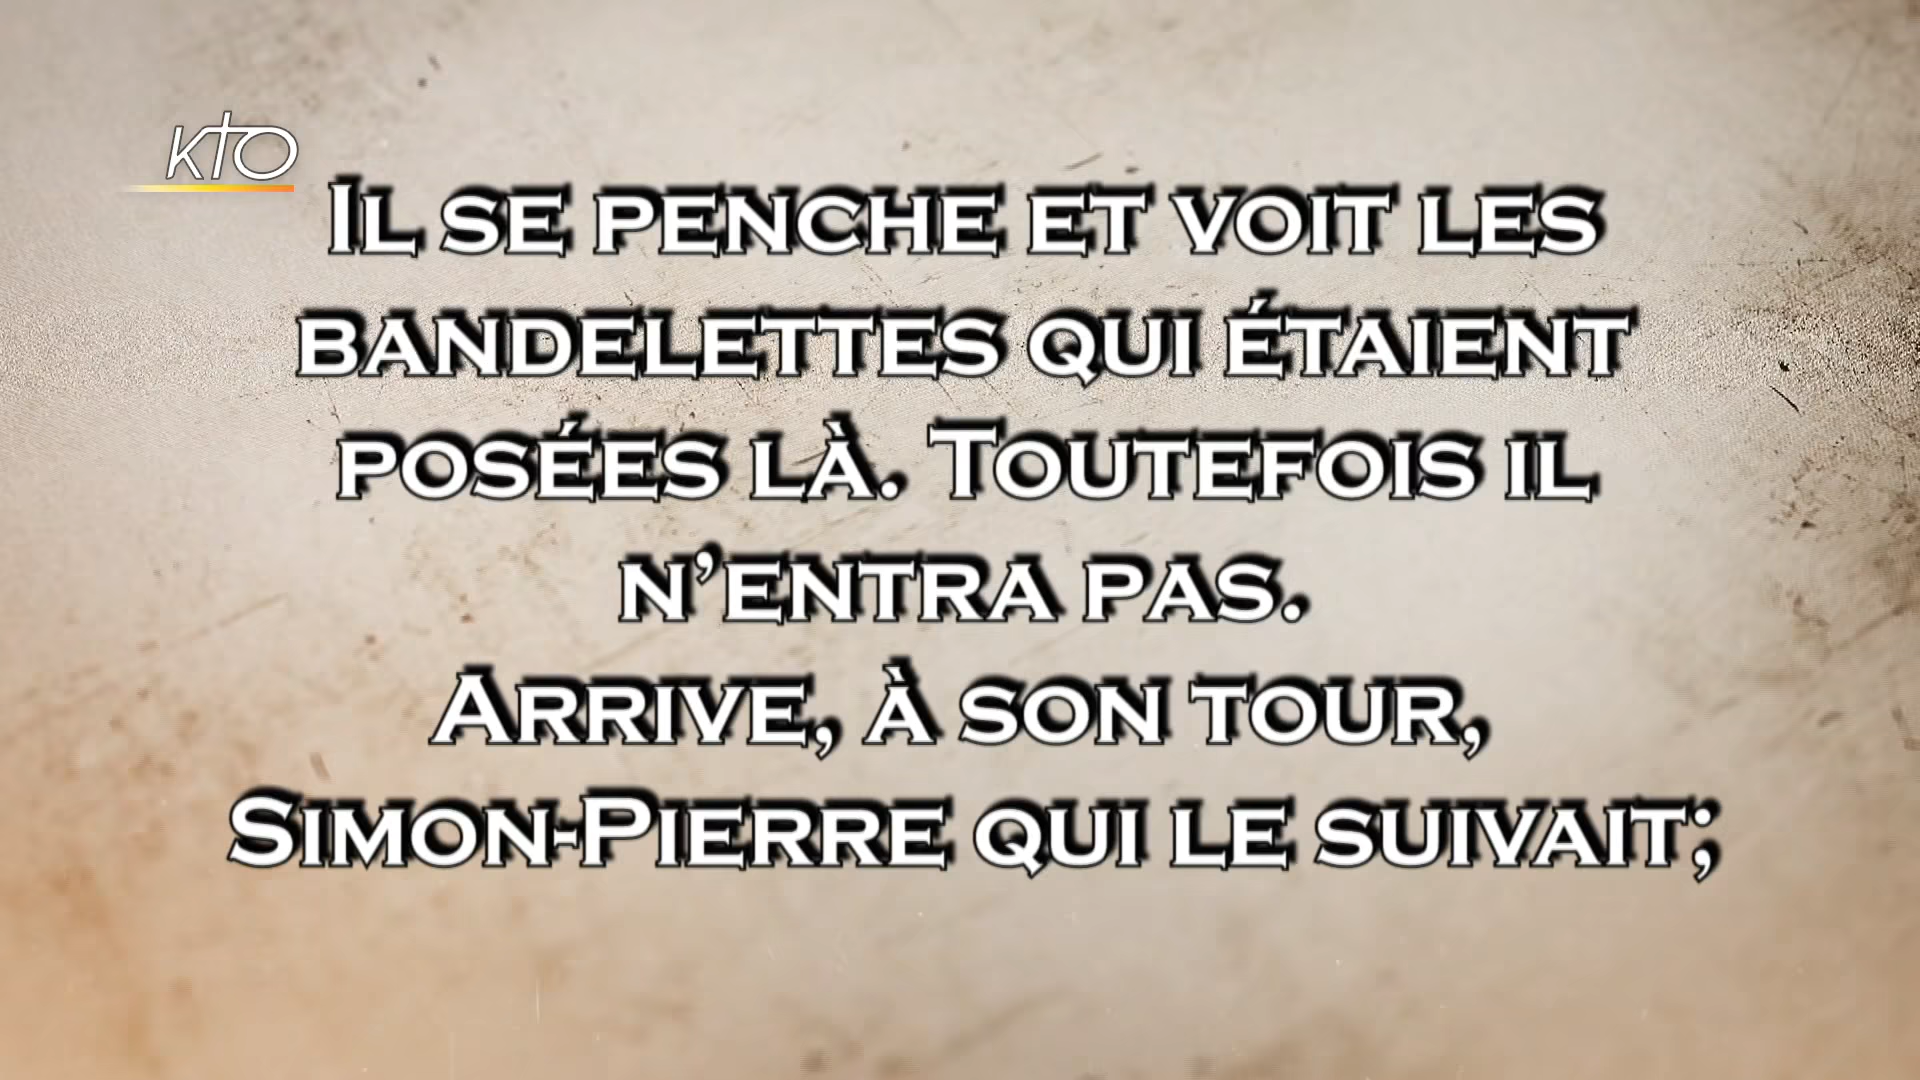 KTO
Il se penche et voit les
bandelettes qui étaient
posées là. Toutefois il
n’entra pas.
Arrive, à son tour,
Simon-Pierre qui le suivait;